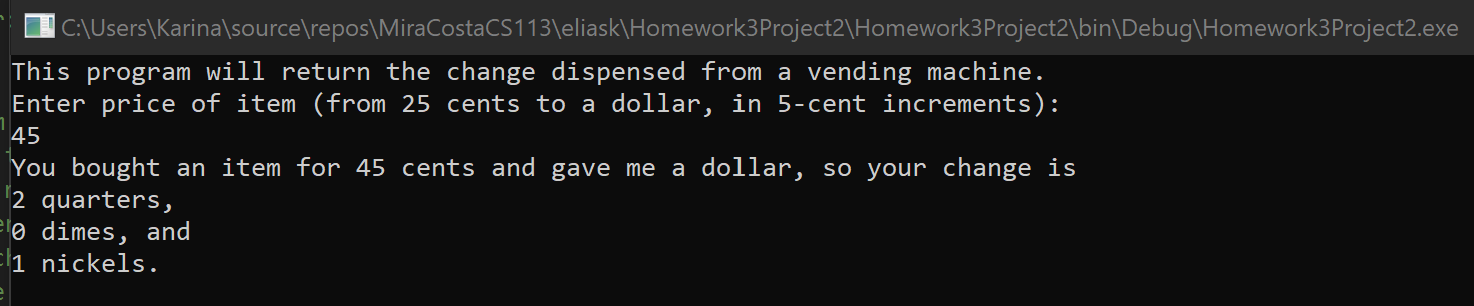 C:\Users\Karina\source\repos\MiraCostaCS113\eliask\Homework3Project2\Homework3Project2\bin\Debug\Homework3Project2.exe
This program will return the change dispensed from a vending machine.
Enter price of item (from 25 cents to a dollar, in 5-cent increments):
45
You bought an item for 45 cents and gave me a dollar, so your change is
2 quarters,
0 dimes, and
1 nickels.